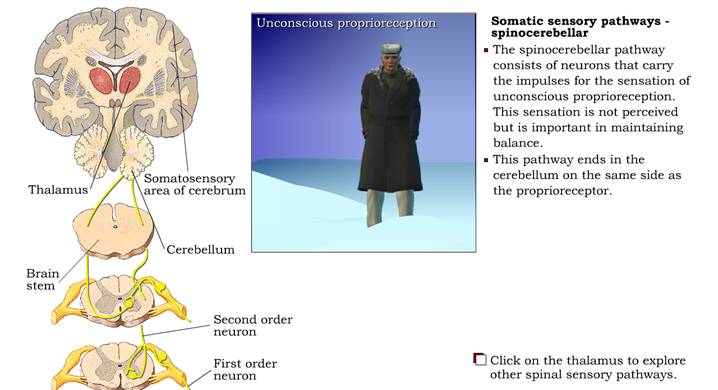 Unconscious proprioreception
Somatic sensory pathways -
spinocerebellar
The spinocerebellar pathway
consists of neurons that carry
the impulses for the sensation of
unconscious proprioreception.
This sensation is not perceived
but is important in maintaining
balance.
This pathway ends in the
cerebellum on the same side as
the proprioreceptor.
Thalamus
Somatosensory
area of cerebrum
Cerebellum
Brain
stem
Second order
neuron
First order
neuron
Click on the thalamus to explore
other spinal sensory pathways.